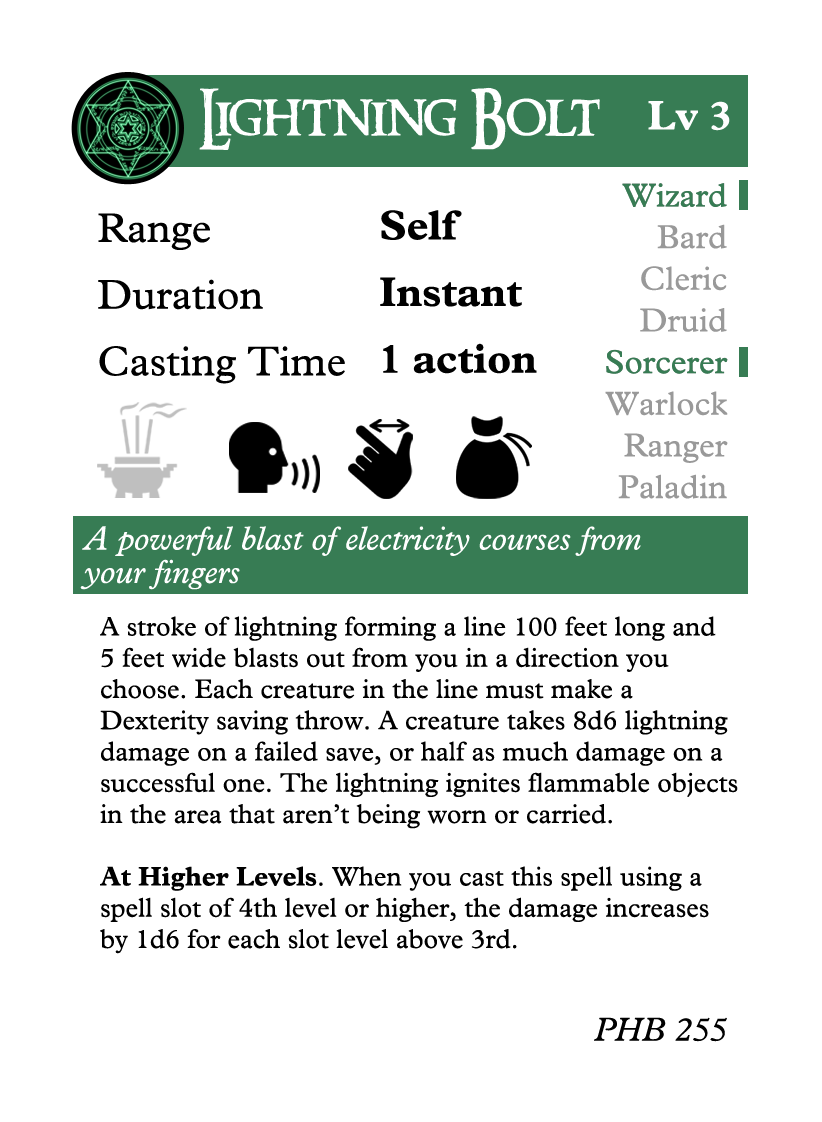 Lightning Bolt Lv 3
Range Self
Duration Instant
Casting Time 1 action
Wizard
Bard
Cleric
Druid
Sorcerer
Warlock
Ranger
Paladin
A powerful blast of electricity courses from
your fingers
A stroke of lightning forming a line 100 feet long and
5 feet wide blasts out from you in a direction you
choose. Each creature in the line must make a
Dexterity saving throw. A creature takes 8d6 lightning
damage on a failed save, or half as much damage on a
successful one. The lightning ignites flammable objects
in the area that aren’t being worn or carried.
At Higher Levels. When you cast this spell using a
spell slot of 4th level or higher, the damage increases
by 1d6 for each slot level above 3rd.
PHB 255